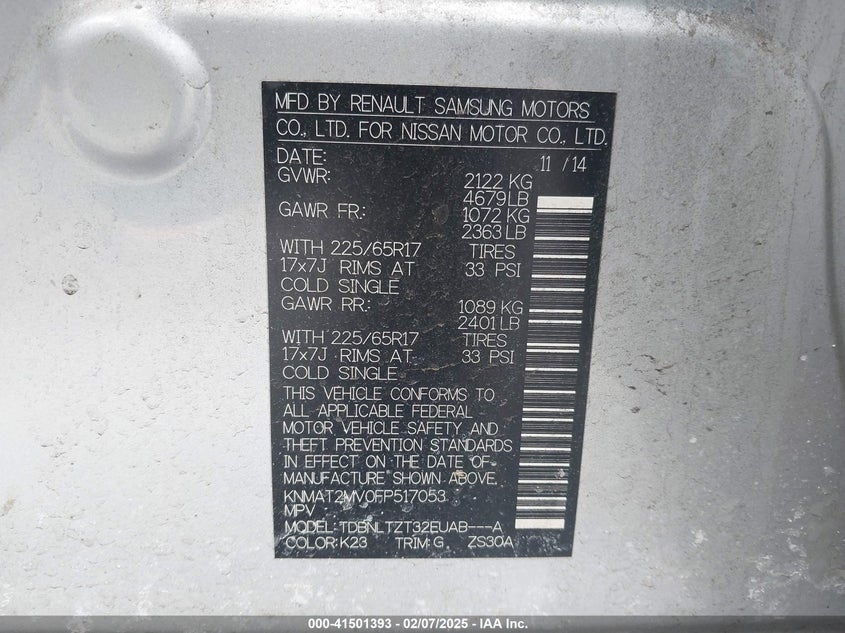 MFD BY RENAULT SAMSUNG MOTORS
CO., LTD. FOR NISSAN MOTOR CO., LTD.
DATE: 11 / 14
GVWR: 2122 KG
4679 LB
GAWR FR.: 1072 KG
2363 LB
WITH 225/65R17 TIRES
17x7J RIMS AT 33 PSI
COLD SINGLE
GAWR RR.: 1089 KG
2401 LB
WITH 225/65R17 TIRES
17x7J RIMS AT 33 PSI
COLD SINGLE
THIS VEHICLE CONFORMS TO
ALL APPLICABLE FEDERAL
MOTOR VEHICLE SAFETY AND
THEFT PREVENTION STANDARDS
IN EFFECT ON THE DATE OF
MANUFACTURE SHOWN ABOVE.
KNMAT2MV0FP517053
MPV
MODEL: TDBNLTZT32EUAB---A
COLOR: K23 TRIM: G ZS30A
000-41501393 - 02/07/2025 - IAA Inc.